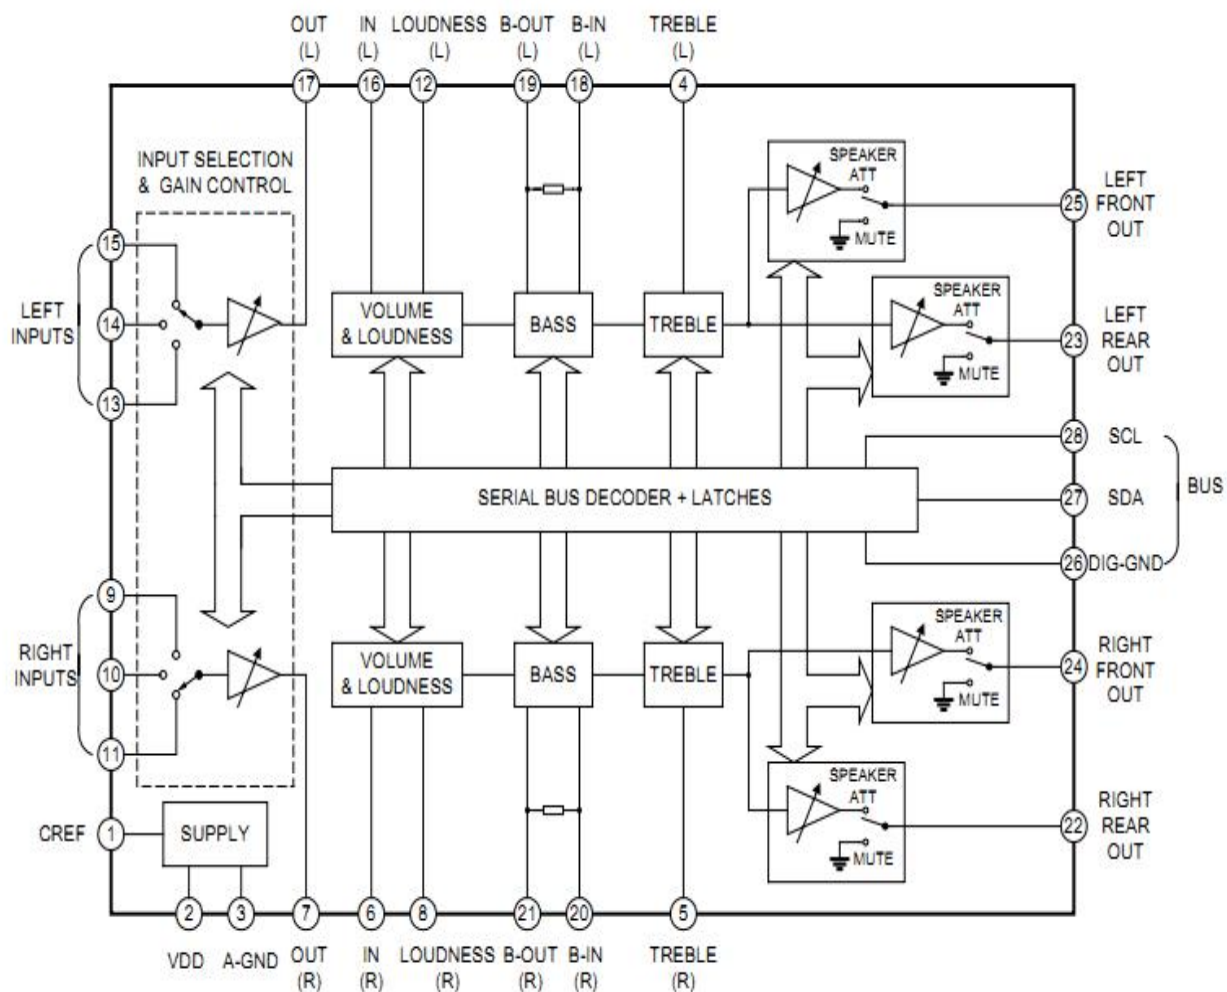 OUT IN LOUDNESS B-OUT B-IN TREBLE
(L) (L) (L) (L) (L) (L)
17 16 12 19 18 4
INPUT SELECTION
& GAIN CONTROL
SPEAKER
ATT
MUTE
25
LEFT
FRONT
OUT
15
LEFT
INPUTS
14
13
VOLUME
& LOUDNESS
BASS
TREBLE
SPEAKER
ATT
MUTE
23
LEFT
REAR
OUT
SERIAL BUS DECODER + LATCHES
28 SCL
27 SDA
26 DIG-GND
BUS
9
RIGHT
INPUTS
10
11
VOLUME
& LOUDNESS
BASS
TREBLE
SPEAKER
ATT
MUTE
24
RIGHT
FRONT
OUT
SPEAKER
ATT
MUTE
22
RIGHT
REAR
OUT
CREF 1
SUPPLY
2 3 7 6 8 21 20 5
VDD A-GND OUT IN LOUDNESS B-OUT B-IN TREBLE
(R) (R) (R) (R) (R) (R)